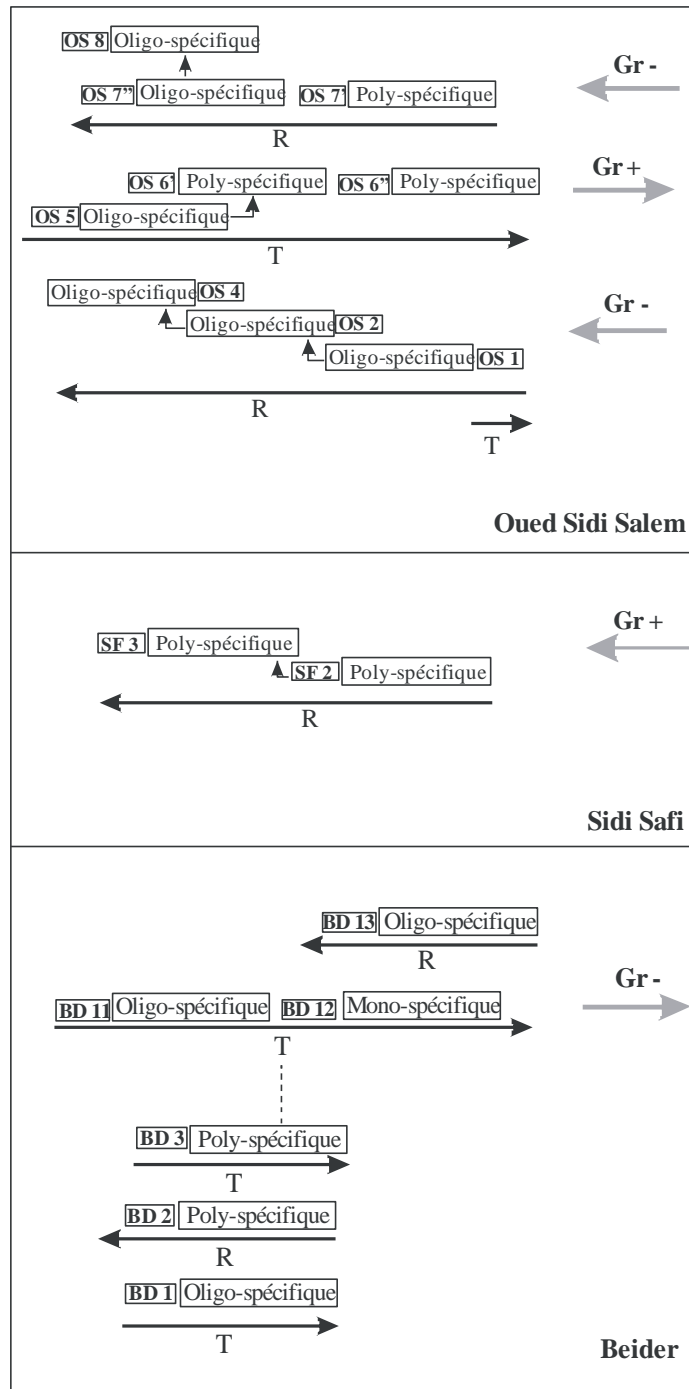 OS 8 Oligo-spécifique
Gr -
OS 7” Oligo-spécifique OS 7’ Poly-spécifique
R
Gr +
OS 6’ Poly-spécifique OS 6” Poly-spécifique
OS 5 Oligo-spécifique
T
Oligo-spécifique OS 4
Gr -
Oligo-spécifique OS 2
Oligo-spécifique OS 1
R
T
Oued Sidi Salem
Gr +
SF 3 Poly-spécifique
SF 2 Poly-spécifique
R
Sidi Safi
BD 13 Oligo-spécifique
R
Gr -
BD 11 Oligo-spécifique BD 12 Mono-spécifique
T
BD 3 Poly-spécifique
T
BD 2 Poly-spécifique
R
BD 1 Oligo-spécifique
T
Beider